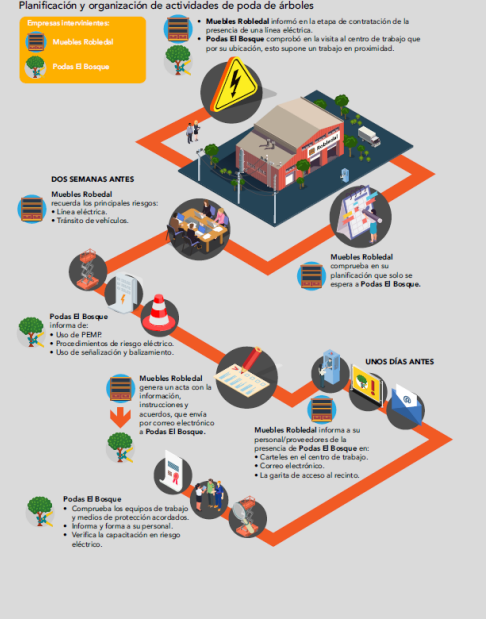 Planificación y organización de actividades de poda de árboles
Empresas intervinientes:
Muebles Robledal
Podas El Bosque
• Muebles Robledal informó en la etapa de contratación de la
presencia de una línea eléctrica.
• Podas El Bosque comprobó en la visita al centro de trabajo que
por su ubicación, esto supone un trabajo en proximidad.
Robledal
DOS SEMANAS ANTES
Muebles Robedal
recuerda los principales riesgos:
• Línea eléctrica.
• Tránsito de vehículos.
Muebles Robledal
comprueba en su
planificación que solo se
espera a Podas El Bosque.
Podas El Bosque
informa de:
• Uso de PEMP.
• Procedimientos de riesgo eléctrico.
• Uso de señalización y balizamiento.
UNOS DÍAS ANTES
Muebles Robledal
genera un acta con la
información,
instrucciones y
acuerdos, que envía
por correo electrónico
a Podas El Bosque.
Muebles Robledal informa a su
personal/proveedores de la
presencia de Podas El Bosque en:
• Carteles en el centro de trabajo.
• Correo electrónico.
• La garita de acceso al recinto.
Podas El Bosque
• Comprueba los equipos de trabajo
y medios de protección acordados.
• Informa y forma a su personal.
• Verifica la capacitación en riesgo
eléctrico.